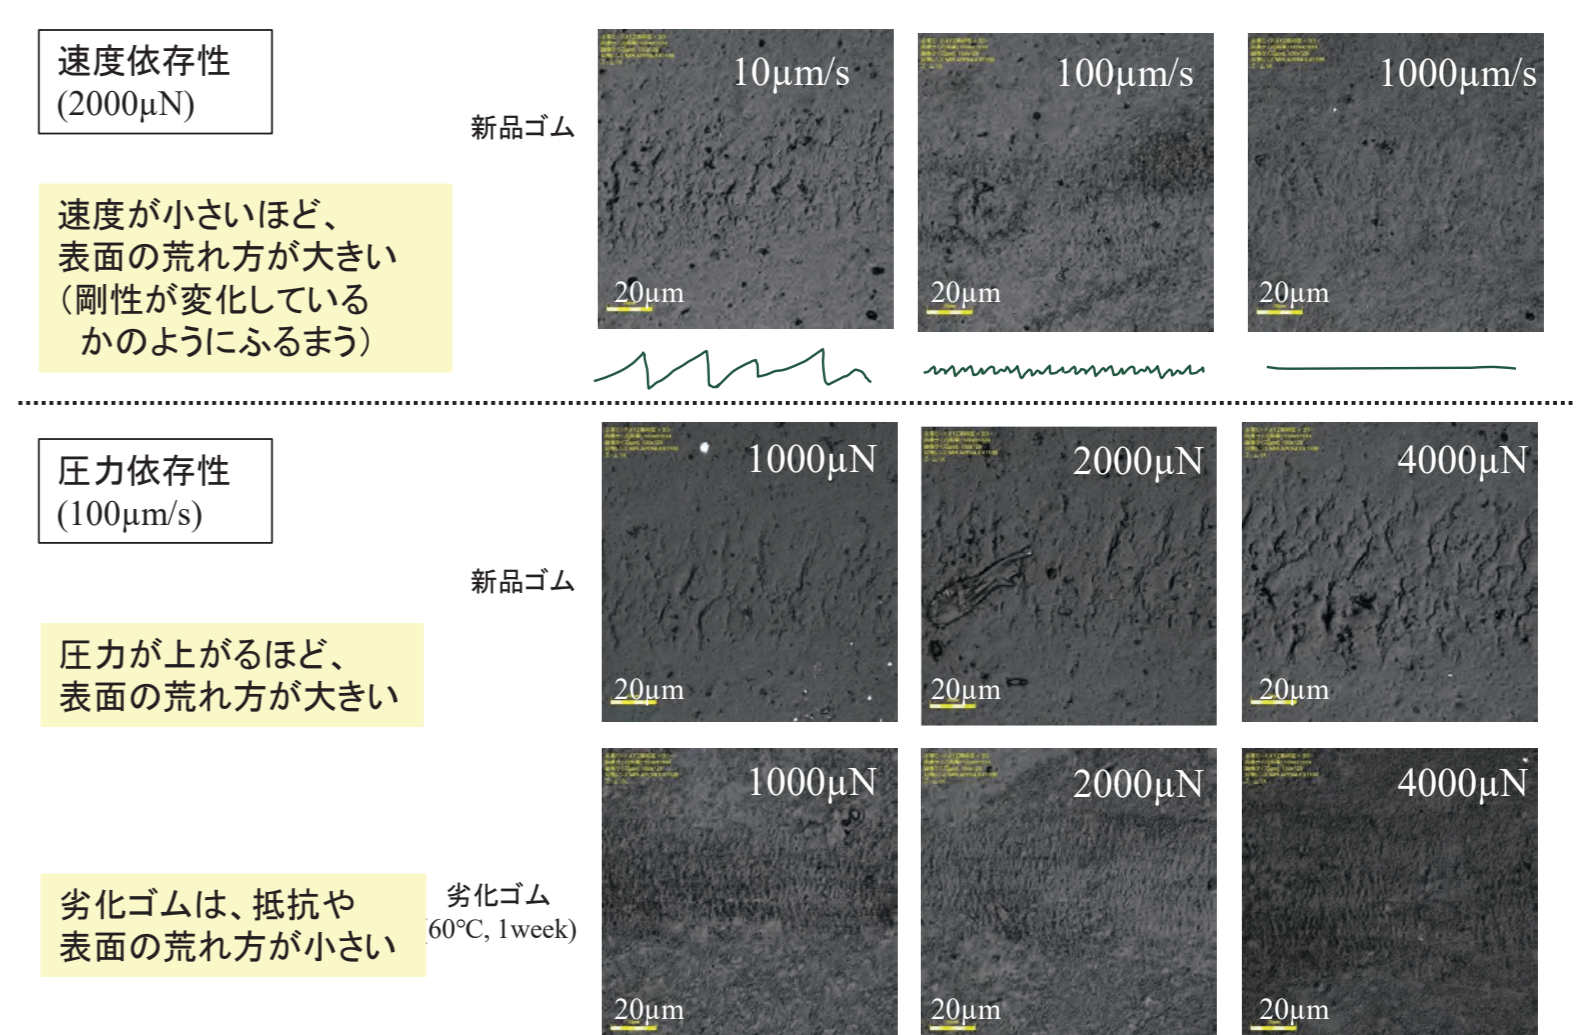 速度依存性
(2000µN)
速度が小さいほど、
表面の荒れ方が大きい
（剛性が変化している
かのようにふるまう）
新品ゴム
10µm/s
20µm
100µm/s
20µm
1000µm/s
20µm
圧力依存性
(100µm/s)
圧力が上がるほど、
表面の荒れ方が大きい
新品ゴム
1000µN
20µm
2000µN
20µm
4000µN
20µm
劣化ゴムは、抵抗や
表面の荒れ方が小さい
劣化ゴム
(60℃, 1week)
1000µN
20µm
2000µN
20µm
4000µN
20µm